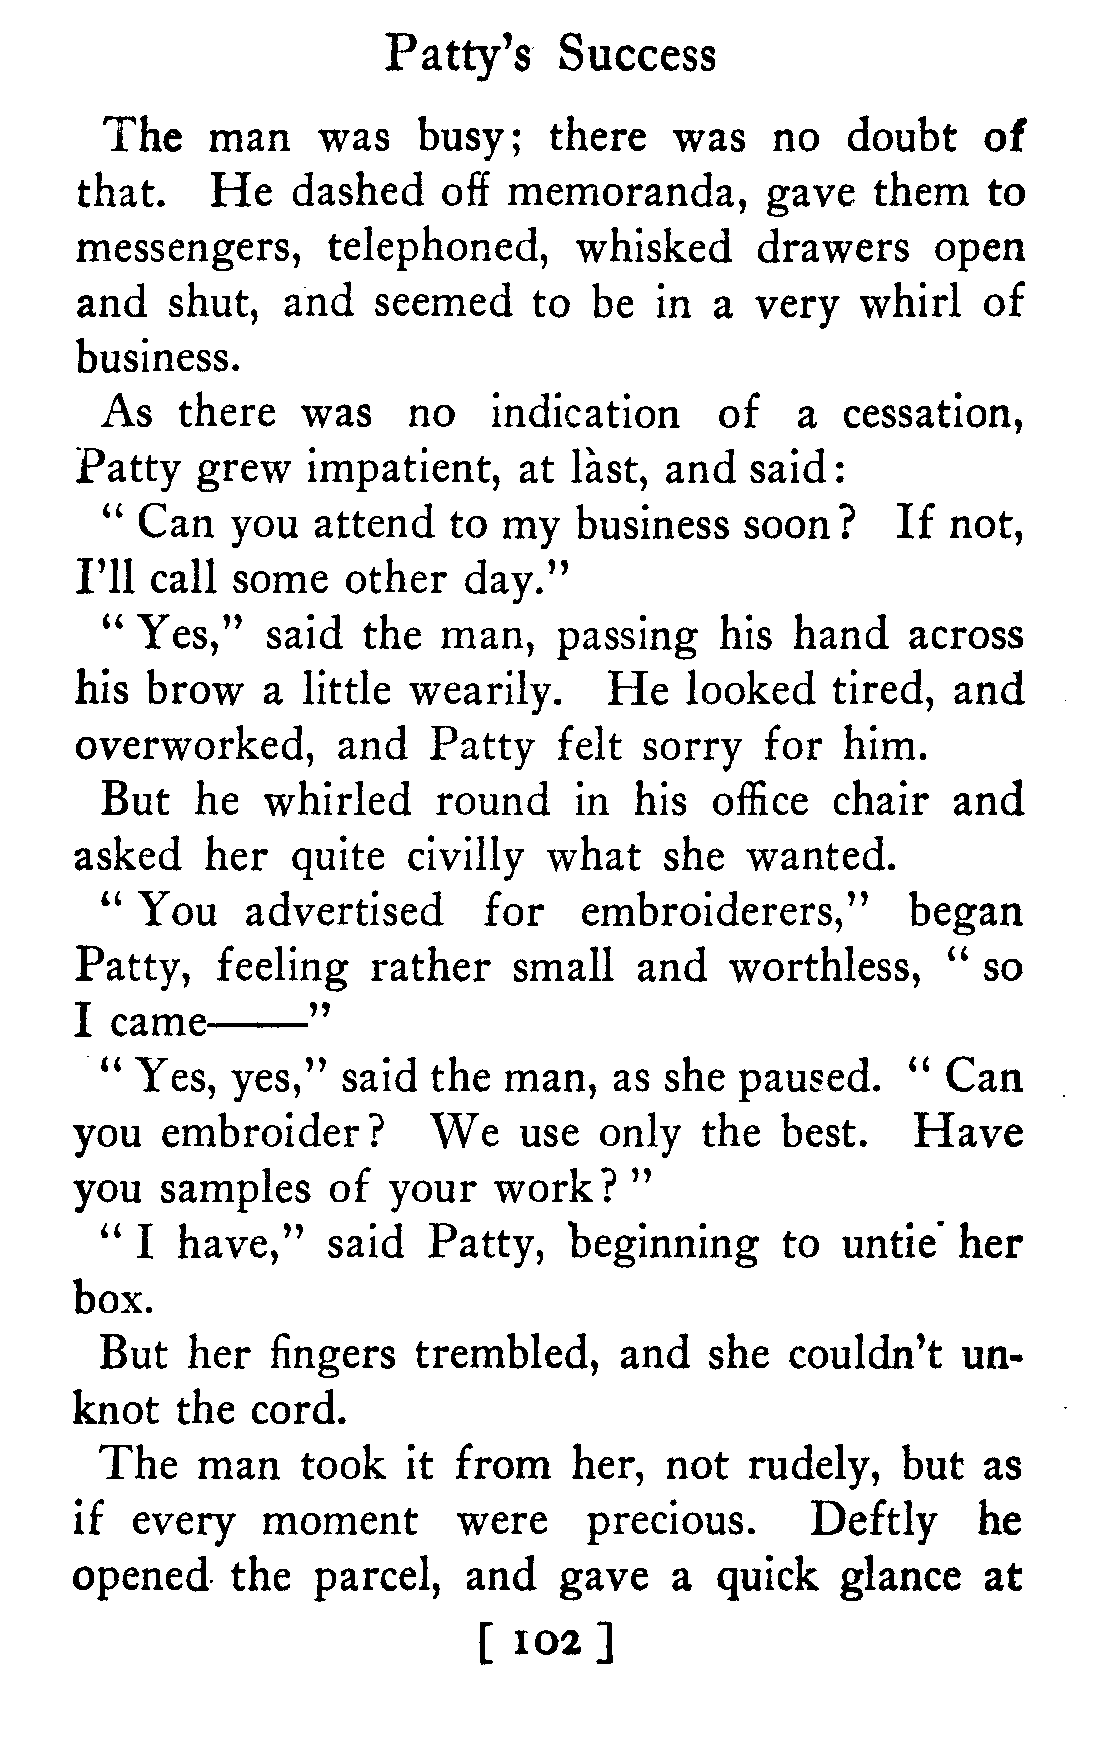 Patty's Success
The man was busy; there was no doubt of
that. He dashed off memoranda, gave them to
messengers, telephoned, whisked drawers open
and shut, and seemed to be in a very whirl of
business.
As there was no indication of a cessation,
Patty grew impatient, at last, and said:
" Can you attend to my business soon? If not,
I'll call some other day."
" Yes," said the man, passing his hand across
his brow a little wearily. He looked tired, and
overworked, and Patty felt sorry for him.
But he whirled round in his office chair and
asked her quite civilly what she wanted.
" You advertised for embroiderers," began
Patty, feeling rather small and worthless, " so
I came——"
" Yes, yes," said the man, as she paused. " Can
you embroider? We use only the best. Have
you samples of your work? "
" I have," said Patty, beginning to untie her
box.
But her fingers trembled, and she couldn't un-
knot the cord.
The man took it from her, not rudely, but as
if every moment were precious. Deftly he
opened the parcel, and gave a quick glance at
[ 102 ]